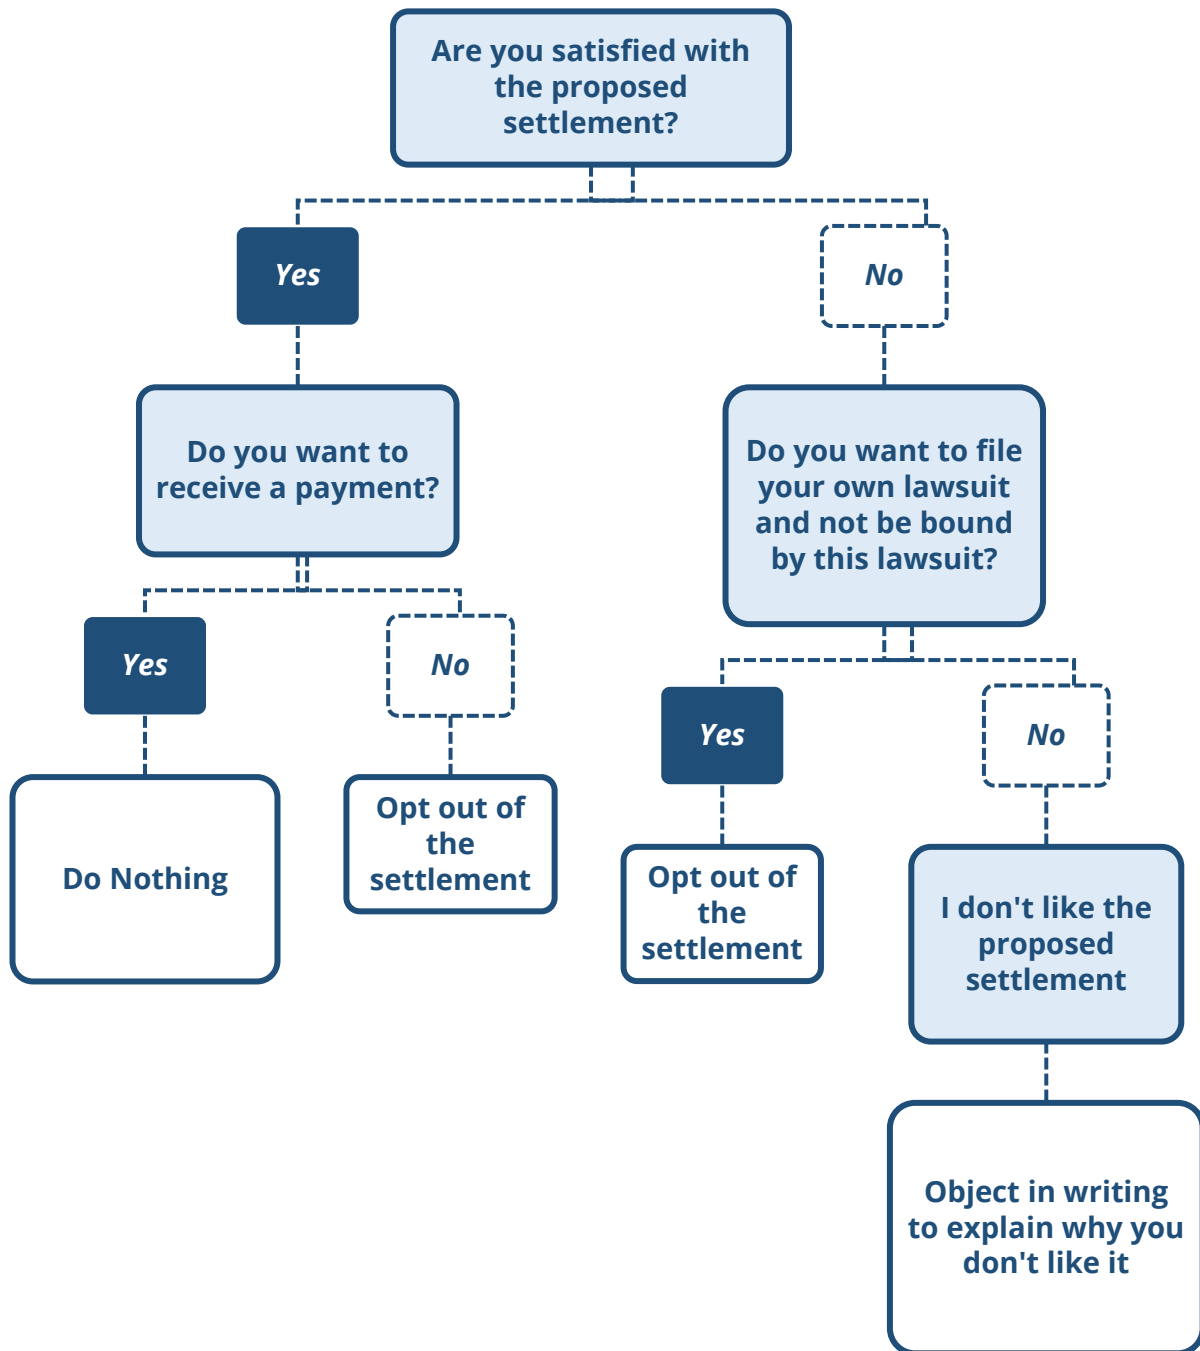 Are you satisfied with
the proposed
settlement?
Yes
No
Do you want to
receive a payment?
Do you want to file
your own lawsuit
and not be bound
by this lawsuit?
Yes
No
Yes
No
Do Nothing
Opt out of
the
settlement
Opt out of
the
settlement
I don't like the
proposed
settlement
Object in writing
to explain why you
don't like it